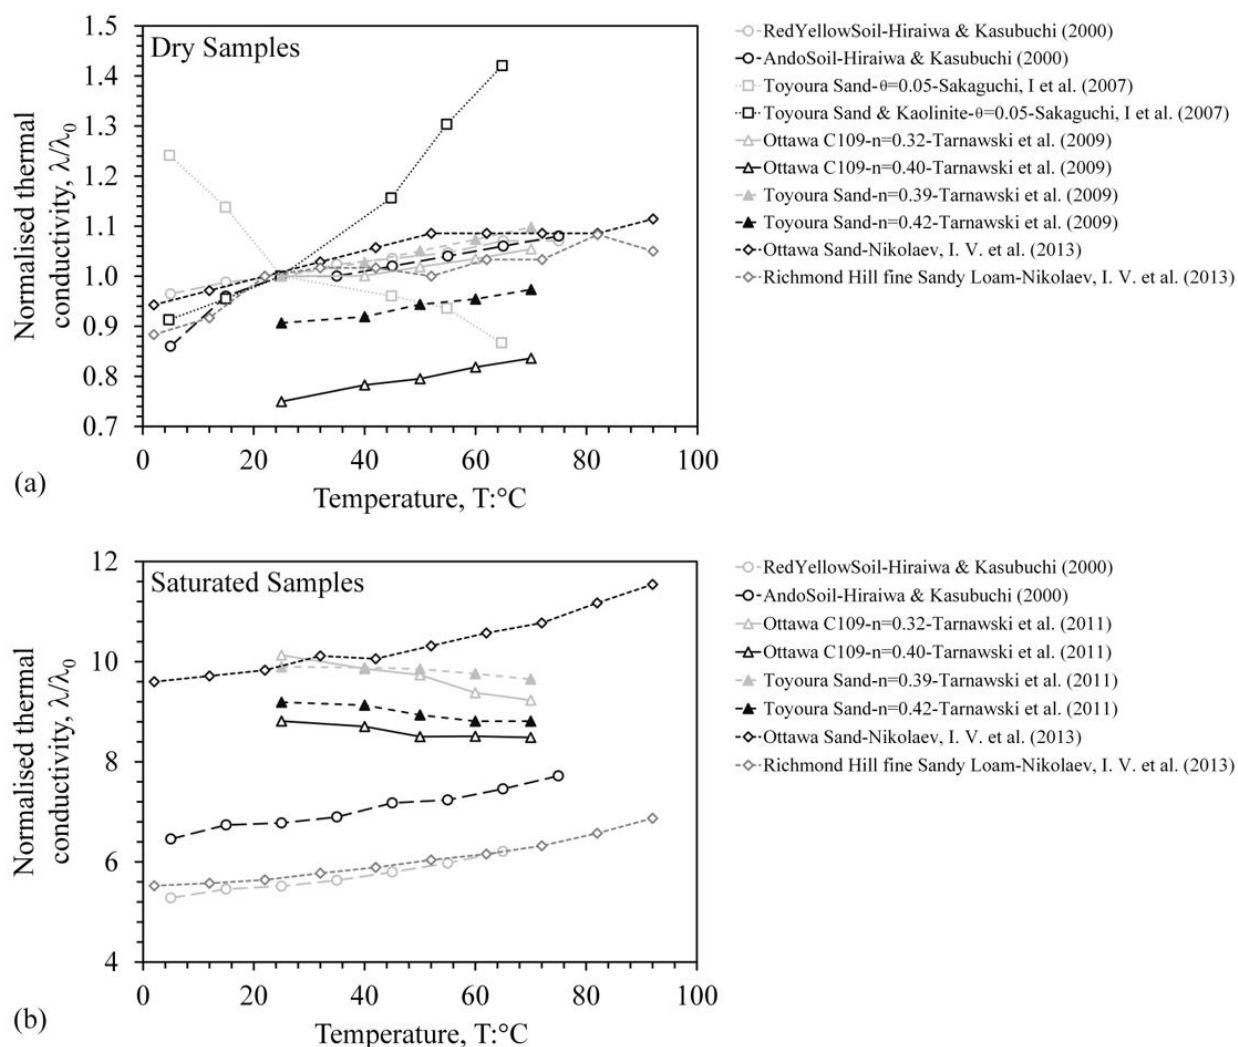 Dry Samples
Normalised thermal
conductivity, λ/λ0
1.5
1.4
1.3
1.2
1.1
1.0
0.9
0.8
0.7
0 20 40 60 80 100
Temperature, T:°C
(a)
RedYellowSoil-Hiraiwa & Kasubuchi (2000)
AndoSoil-Hiraiwa & Kasubuchi (2000)
Toyoura Sand-θ=0.05-Sakaguchi, I et al. (2007)
Toyoura Sand & Kaolinite-θ=0.05-Sakaguchi, I et al. (2007)
Ottawa C109-n=0.32-Tarnawski et al. (2009)
Ottawa C109-n=0.40-Tarnawski et al. (2009)
Toyoura Sand-n=0.39-Tarnawski et al. (2009)
Toyoura Sand-n=0.42-Tarnawski et al. (2009)
Ottawa Sand-Nikolaev, I. V. et al. (2013)
Richmond Hill fine Sandy Loam-Nikolaev, I. V. et al. (2013)
Saturated Samples
Normalised thermal
conductivity, λ/λ0
12
10
8
6
4
0 20 40 60 80 100
Temperature, T:°C
(b)
RedYellowSoil-Hiraiwa & Kasubuchi (2000)
AndoSoil-Hiraiwa & Kasubuchi (2000)
Ottawa C109-n=0.32-Tarnawski et al. (2011)
Ottawa C109-n=0.40-Tarnawski et al. (2011)
Toyoura Sand-n=0.39-Tarnawski et al. (2011)
Toyoura Sand-n=0.42-Tarnawski et al. (2011)
Ottawa Sand-Nikolaev, I. V. et al. (2013)
Richmond Hill fine Sandy Loam-Nikolaev, I. V. et al. (2013)